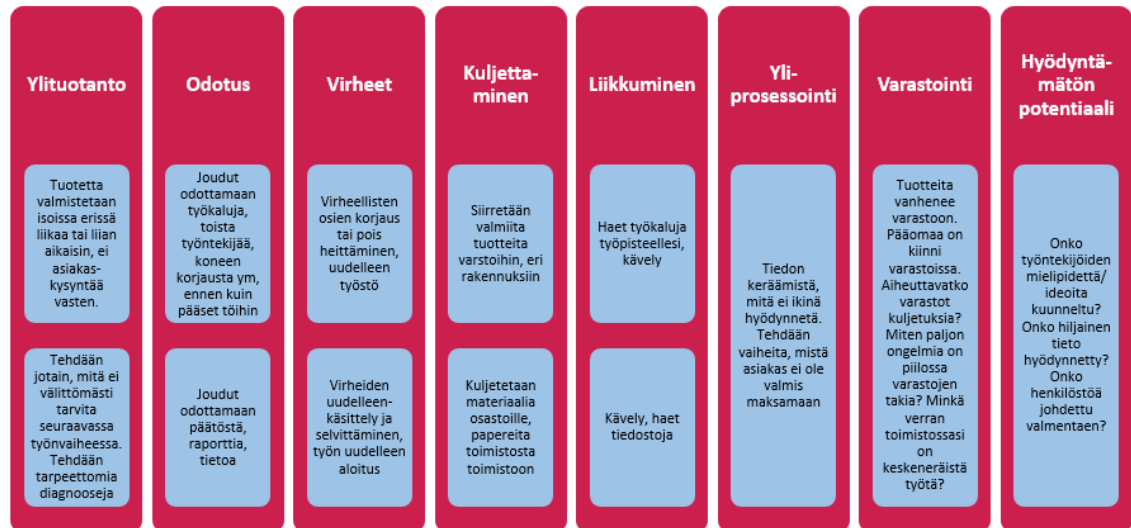 Ylituotanto
Tuotetta
valmistetaan
isoissa erissä
liikaa tai liian
aikaisin, ei
asiakas-
kysyntää
vasten.
Tehdään
jotain, mitä ei
välittömästi
tarvita
seuraavassa
työnvaiheessa.
Tehdään
tarpeettomia
diagnooseja
Odotus
Joudut
odottamaan
työkaluja,
toista
työntekijää,
koneen
korjausta ym,
ennen kuin
pääset töihin
Joudut
odottamaan
päätöstä,
raporttia,
tietoa
Virheet
Virheellisten
osien korjaus
tai pois
heittäminen,
uudelleen
työstö
Virheiden
uudelleen-
käsittely ja
selvittäminen,
työn uudelleen
aloitus
Kuljetta-
minen
Siirretään
valmiita
tuotteita
varstoihin, eri
rakennuksiin
Kuljetetaan
materiaalia
osastoille,
papereita
toimistosta
toimistoon
Liikkuminen
Haet työkaluja
työpisteellesi,
kävely
Kävely, haet
tiedostoja
Yli-
prosessointi
Tiedon
keräämistä,
mitä ei ikinä
hyödynnetä.
Tehdään
vaiheita, mistä
asiakas ei ole
valmis
maksamaan
Varastointi
Tuotteita
vanhenee
varastoon.
Pääomaa on
kiinni
varastoissa.
Aiheuttavatko
varastot
kuljetuksia?
Miten paljon
ongelmia on
piilossa
varastojen
takia? Minkä
verran
toimistossasi
on
keskeneräistä
työtä?
Hyödyntä-
mätön
potentiaali
Onko
työntekijöiden
mielipidettä/
ideoita
kuunneltu?
Onko hiljainen
tieto
hyödynnetty?
Onko
henkilöstöä
johdettu
valmentaen?